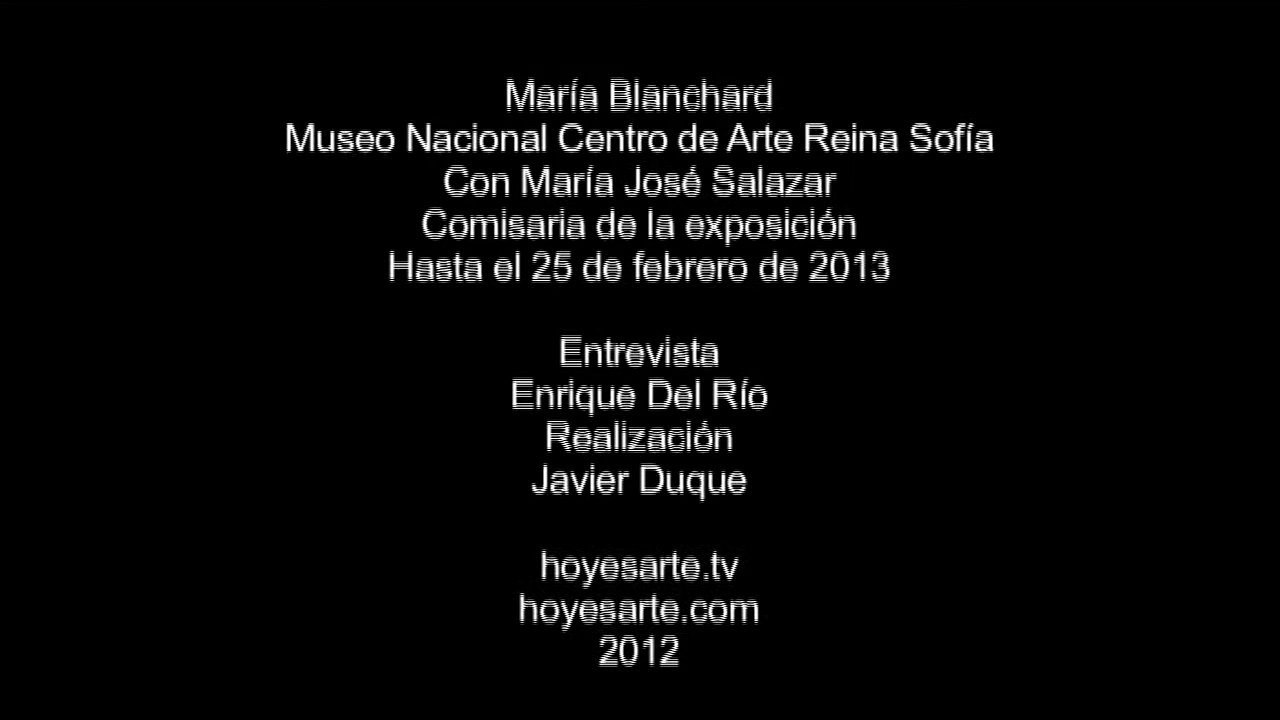 María Blanchard
Museo Nacional Centro de Arte Reina Sofía
Con María José Salazar
Comisaria de la exposición
Hasta el 25 de febrero de 2013
Entrevista
Enrique Del Río
Realización
Javier Duque
hoyesarte.tv
hoyesarte.com
2012